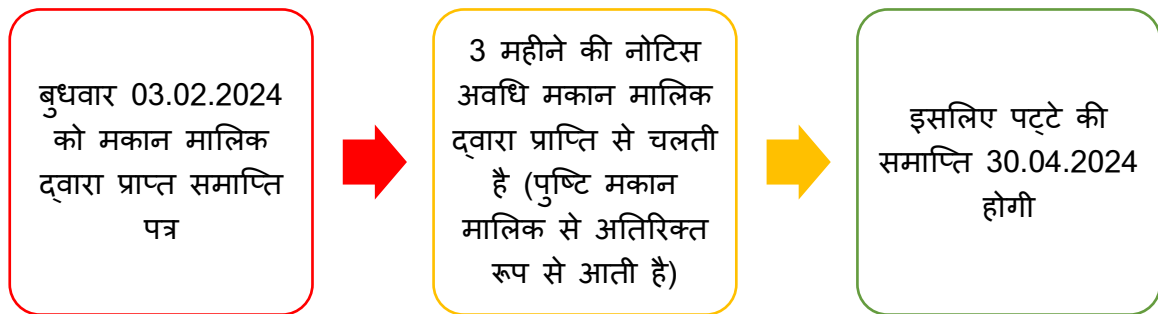 बुधवार 03.02.2024
को मकान मालिक
द्वारा प्राप्त समाप्ति
पत्र
3 महीने की नोटिस
अवधि मकान मालिक
द्वारा प्राप्ति से चलती
है (पुष्टि मकान
मालिक से अतिरिक्त
रूप से आती है)
इसलिए पट्टे की
समाप्ति 30.04.2024
होगी